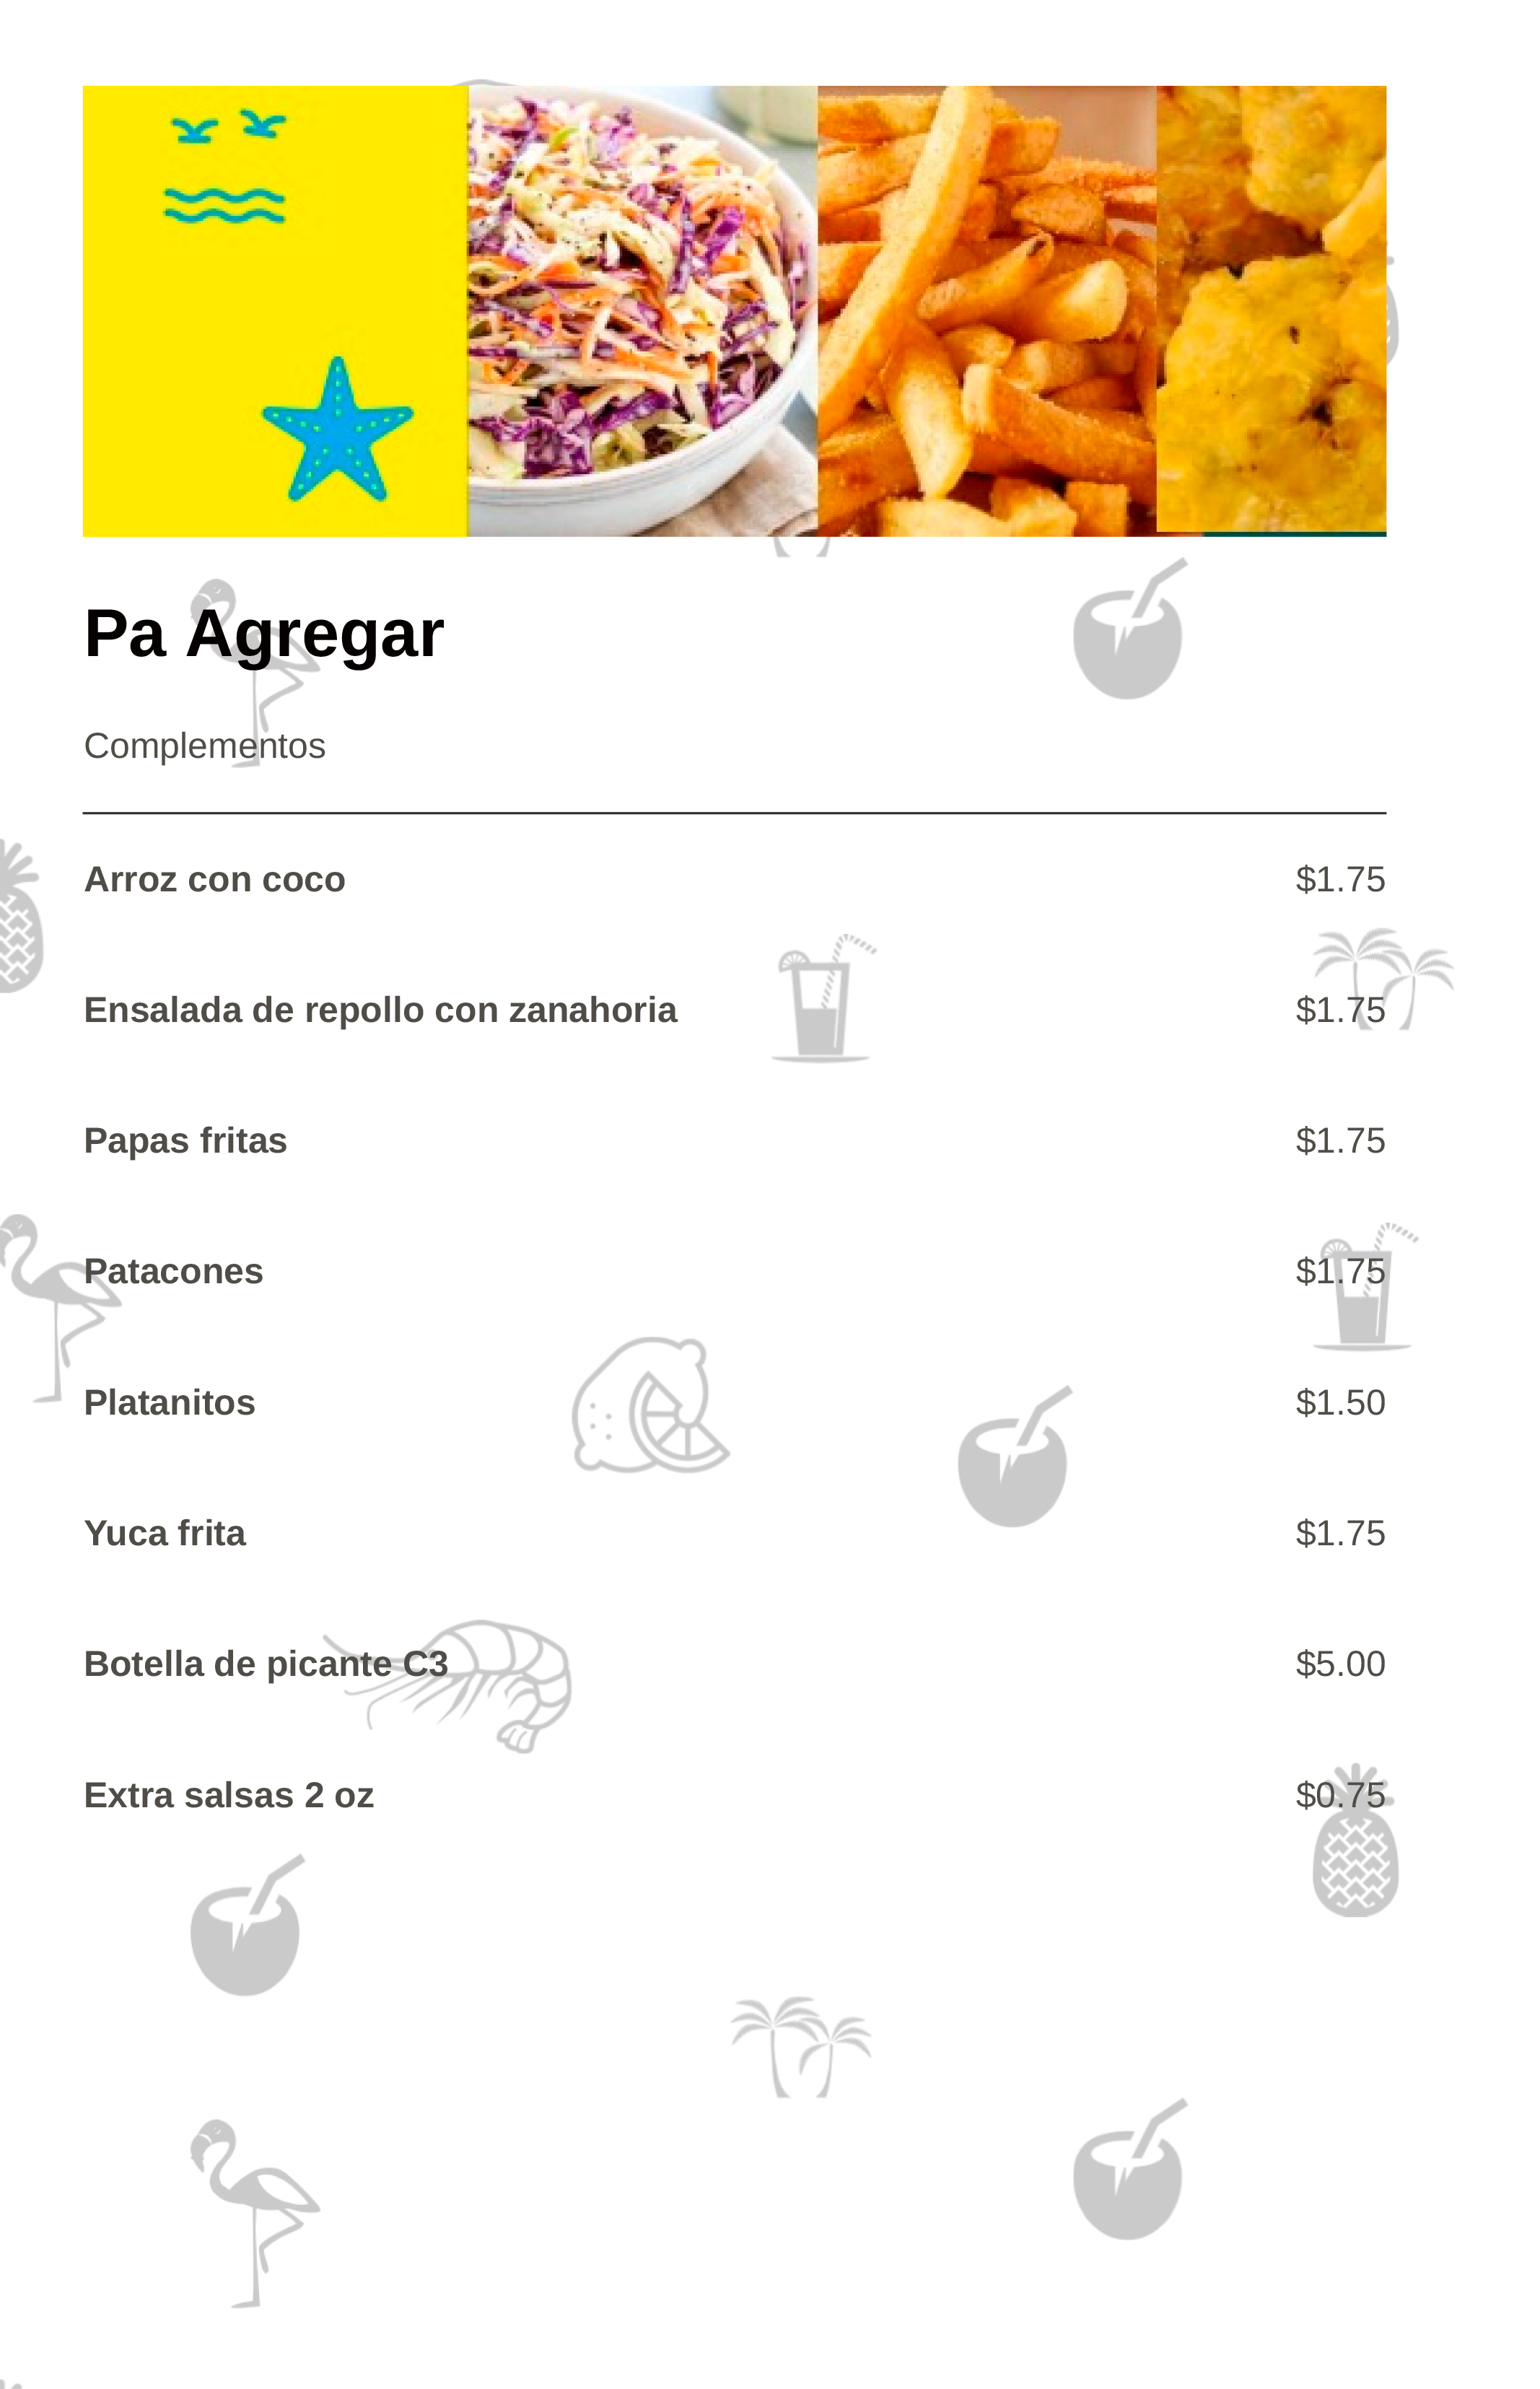 Pa Agregar
Complementos
Arroz con coco $1.75
Ensalada de repollo con zanahoria $1.75
Papas fritas $1.75
Patacones $1.75
Platanitos $1.50
Yuca frita $1.75
Botella de picante C3 $5.00
Extra salsas 2 oz $0.75